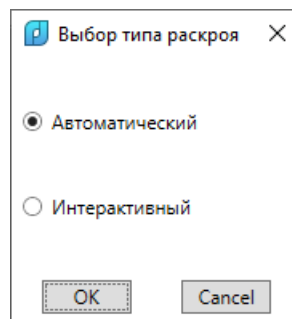 Выбор типа раскроя
Автоматический
Интерактивный
OK
Cancel